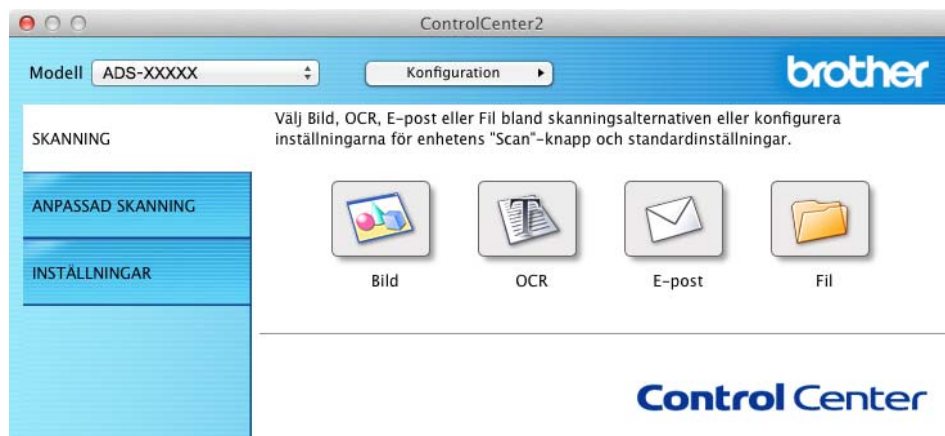 ControlCenter2
Modell ADS-XXXXX Konfiguration brother
SKANNING
ANPASSAD SKANNING
INSTÄLLNINGAR
Välj Bild, OCR, E-post eller Fil bland skanningsalternativen eller konfigurera
inställningarna för enhetens "Scan"-knapp och standardinställningar.
Bild OCR E-post Fil
Control Center